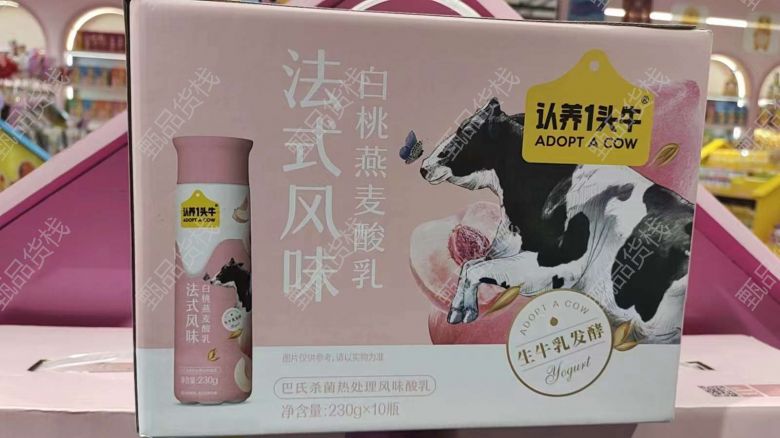 法式风味
白桃燕麦酸乳
认养1头牛
ADOPT A COW
认养1头牛
ADOPT A COW
法式风味
白桃燕麦酸乳
净含量:230g
ADOPT A COW
生牛乳发酵
Yogurt
图片仅供参考,请以实物为准
巴氏杀菌热处理风味酸乳
净含量:230g×10瓶
甄品货栈